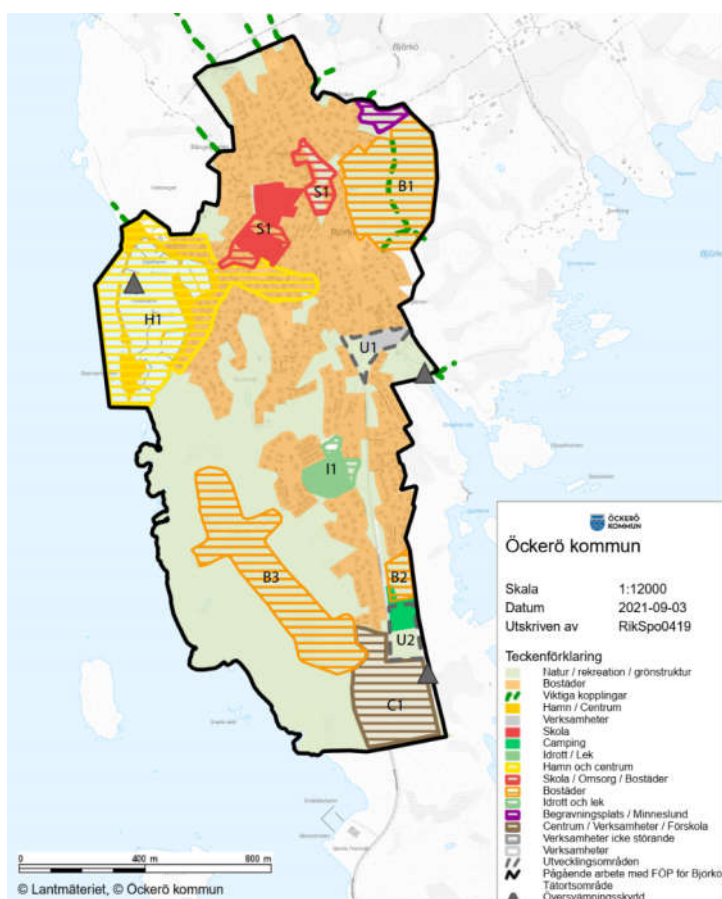 Björkö
S1
B1
S1
Björkö
H1
U1
I1
B3
B2
U2
C1
ÖCKERÖ
KOMMUN
Öckerö kommun
Skala 1:12000
Datum 2021-09-03
Utskriven av RikSpo0419
Teckenförklaring
Natur / rekreation / grönstruktur
Bostäder
Viktiga kopplingar
Hamn / Centrum
Verksamheter
Skola
Camping
Idrott / Lek
Hamn och centrum
Skola / Omsorg / Bostäder
Bostäder
Idrott och lek
Begravningsplats / Minneslund
Centrum / Verksamheter / Förskola
Verksamheter icke störande
Verksamheter
Utvecklingsområden
Pågående arbete med FÖP för Björkö
Tätortsområde
Översvämningsskydd
0 400 m 800 m
© Lantmäteriet, © Öckerö kommun